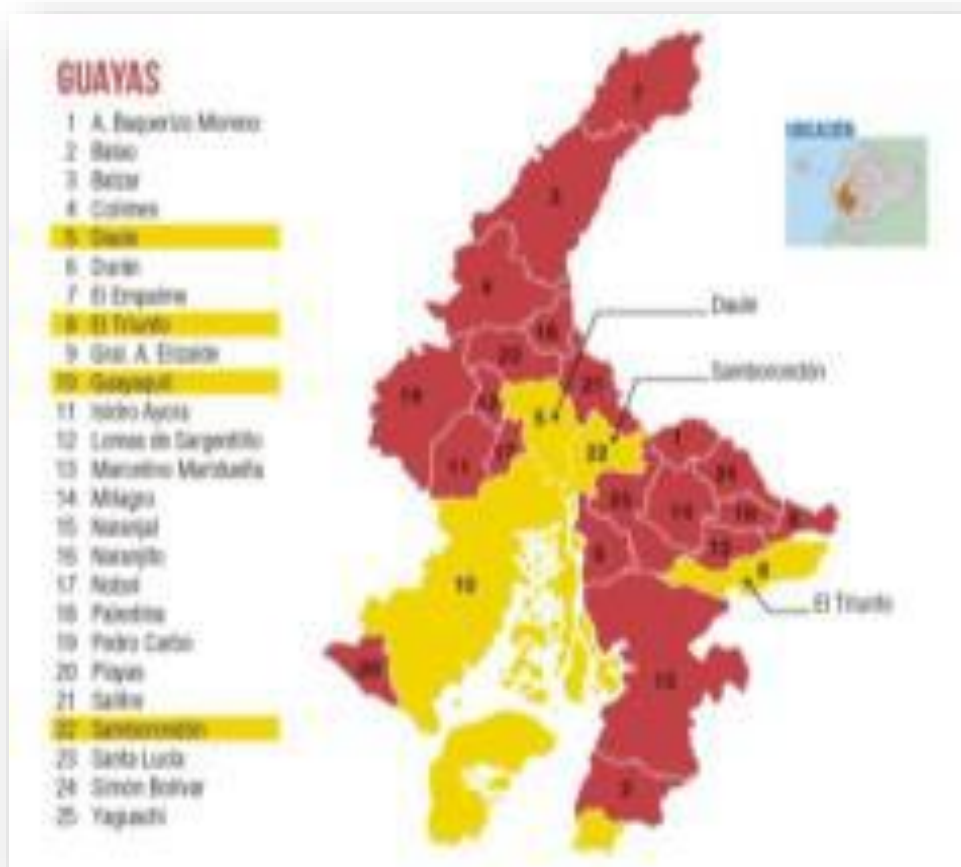 GUAYAS
1 A. Baquerizo Moreno
2 Balao
3 Balzar
4 Colimes
5 Daule
6 Durán
7 El Empalme
8 El Triunfo
9 Gral. A. Elizalde
10 Guayaquil
11 Isidro Ayora
12 Lomas de Sargentillo
13 Marcelino Maridueña
14 Milagro
15 Naranjal
16 Naranjito
17 Nobol
18 Palestina
19 Pedro Carbo
20 Playas
21 Salitre
22 Samborondón
23 Santa Lucía
24 Simón Bolívar
25 Yaguachi
UBICACIÓN
Daule
Samborondón
El Triunfo
22
10